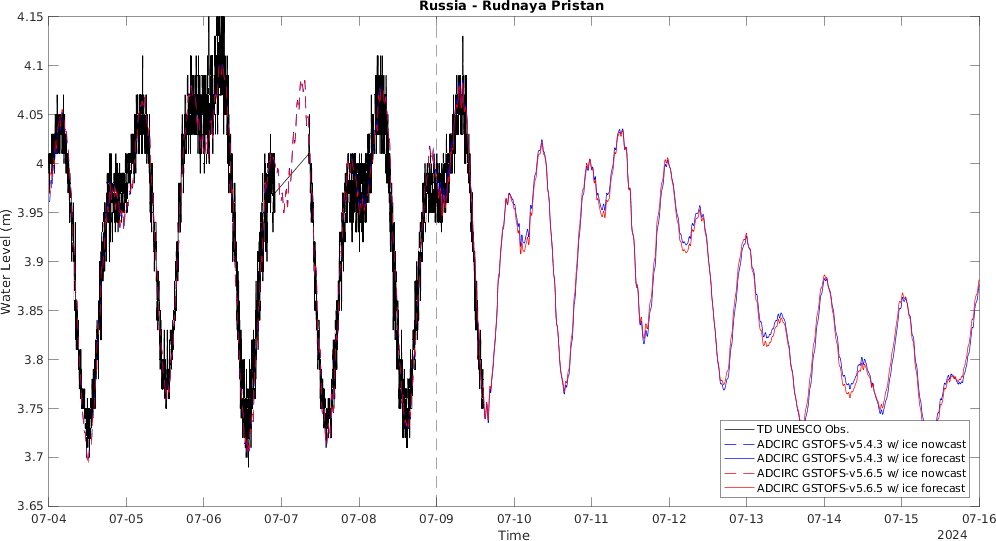 Russia - Rudnaya Pristan
4.15
4.1
4.05
4
3.95
3.9
3.85
3.8
3.75
3.7
3.65
Water Level (m)
TD UNESCO Obs.
ADCIRC GSTOFS-v5.4.3 w/ ice nowcast
ADCIRC GSTOFS-v5.4.3 w/ ice forecast
ADCIRC GSTOFS-v5.6.5 w/ ice nowcast
ADCIRC GSTOFS-v5.6.5 w/ ice forecast
07-04 07-05 07-06 07-07 07-08 07-09 07-10 07-11 07-12 07-13 07-14 07-15 07-16
Time
2024